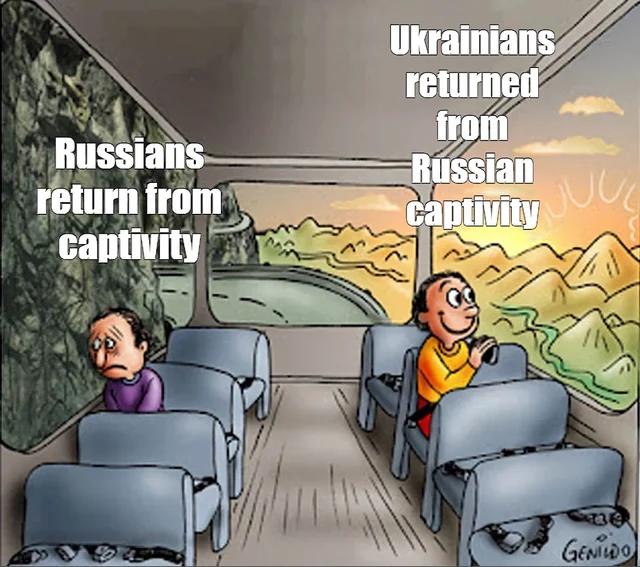 Russians
return from
captivity
Ukrainians
returned
from
Russian
captivity
GENILDO